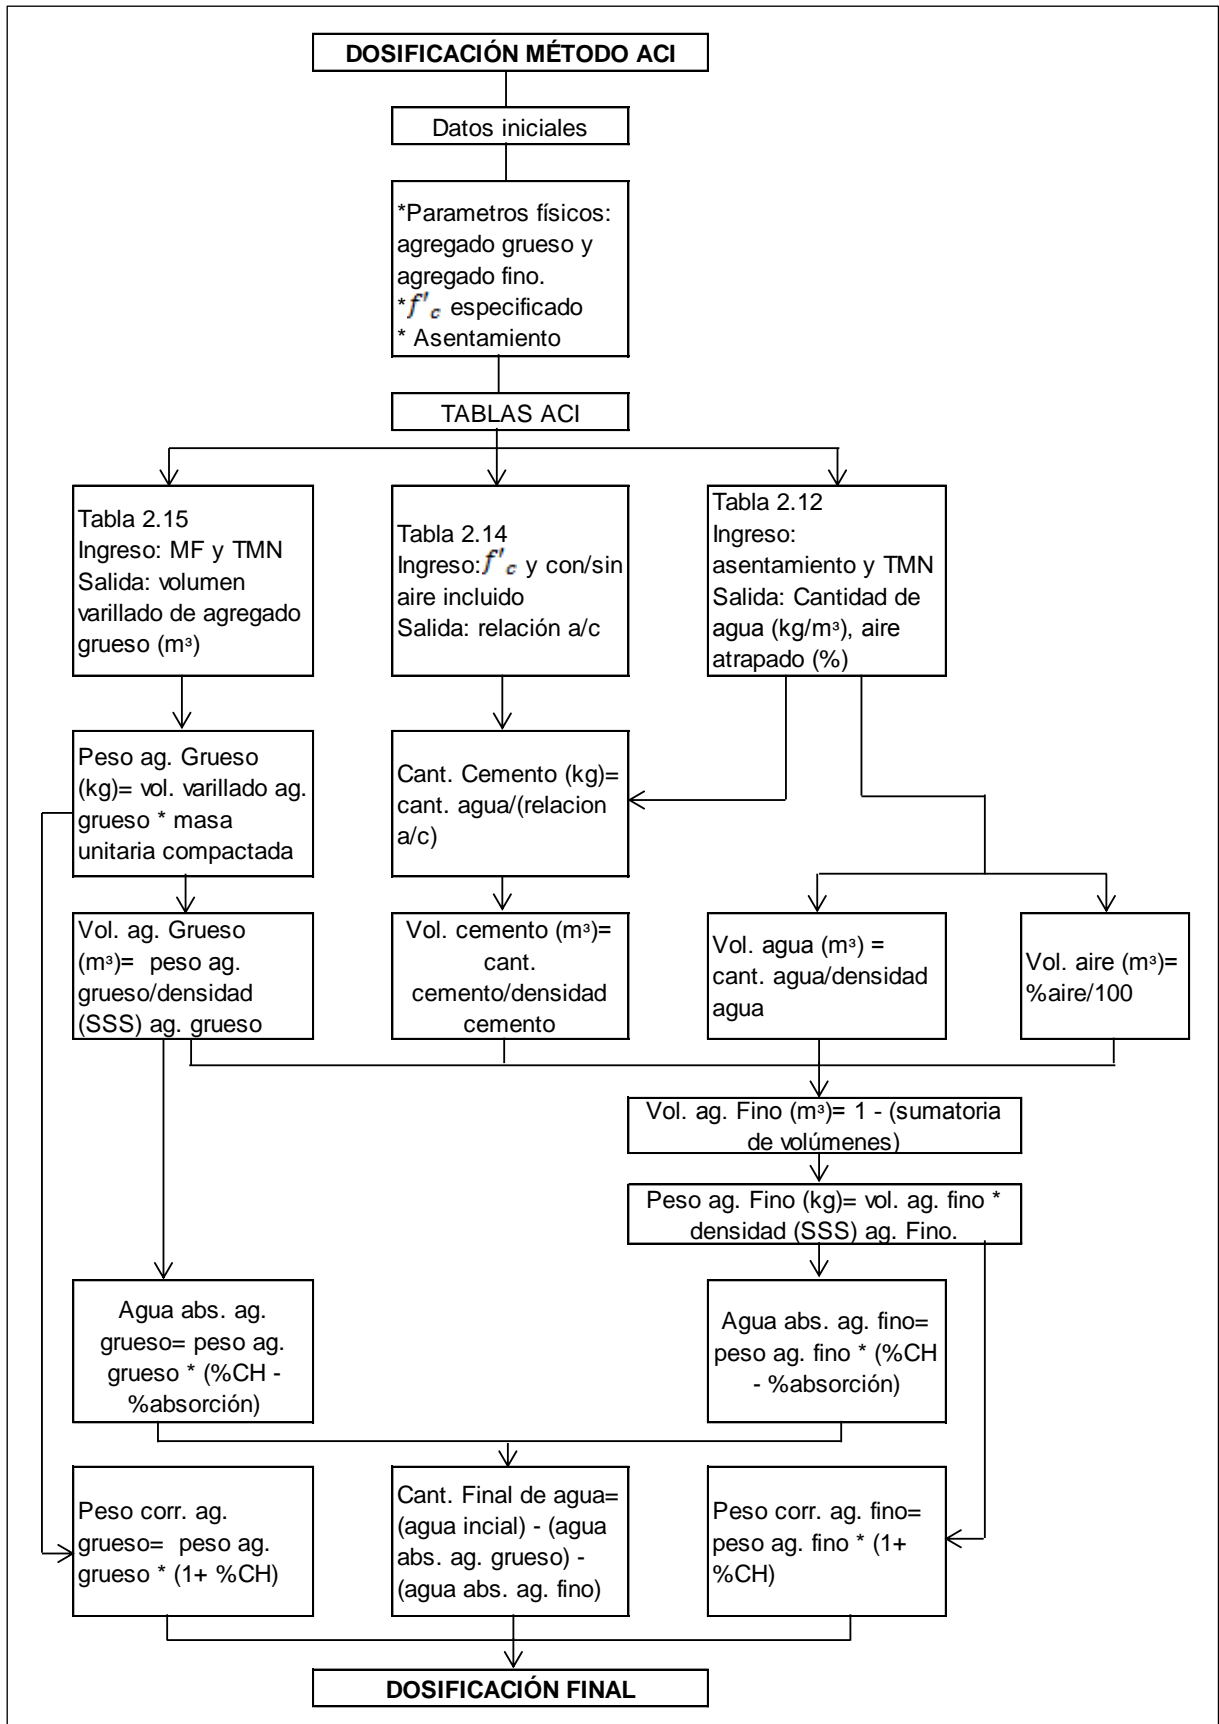 DOSIFICACIÓN MÉTODO ACI
Datos iniciales
*Parametros físicos:
agregado grueso y
agregado fino.
*f'c especificado
* Asentamiento
TABLAS ACI
Tabla 2.15
Ingreso: MF y TMN
Salida: volumen
varillado de agregado
grueso (m³)
Tabla 2.14
Ingreso:f'c y con/sin
aire incluido
Salida: relación a/c
Tabla 2.12
Ingreso:
asentamiento y TMN
Salida: Cantidad de
agua (kg/m³), aire
atrapado (%)
Peso ag. Grueso
(kg)= vol. varillado ag.
grueso * masa
unitaria compactada
Cant. Cemento (kg)=
cant. agua/(relacion
a/c)
Vol. ag. Grueso
(m³)= peso ag.
grueso/densidad
(SSS) ag. grueso
Vol. cemento (m³)=
cant.
cemento/densidad
cemento
Vol. agua (m³) =
cant. agua/densidad
agua
Vol. aire (m³)=
%aire/100
Vol. ag. Fino (m³)= 1 - (sumatoria
de volúmenes)
Peso ag. Fino (kg)= vol. ag. fino *
densidad (SSS) ag. Fino.
Agua abs. ag.
grueso= peso ag.
grueso * (%CH -
%absorción)
Agua abs. ag. fino=
peso ag. fino * (%CH
- %absorción)
Peso corr. ag.
grueso= peso ag.
grueso * (1+ %CH)
Cant. Final de agua=
(agua incial) - (agua
abs. ag. grueso) -
(agua abs. ag. fino)
Peso corr. ag. fino=
peso ag. fino * (1+
%CH)
DOSIFICACIÓN FINAL